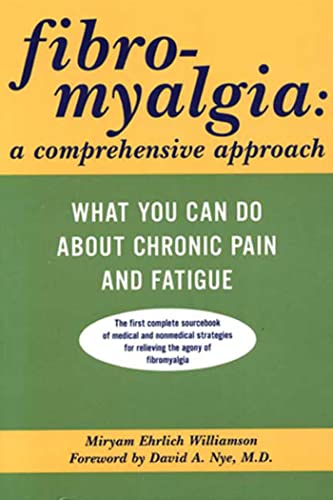 fibro-
myalgia:
a comprehensive approach
WHAT YOU CAN DO
ABOUT CHRONIC PAIN
AND FATIGUE
The first complete sourcebook
of medical and nonmedical strategies
for relieving the agony of
fibromyalgia
Miryam Ehrlich Williamson
Foreword by David A. Nye, M.D.